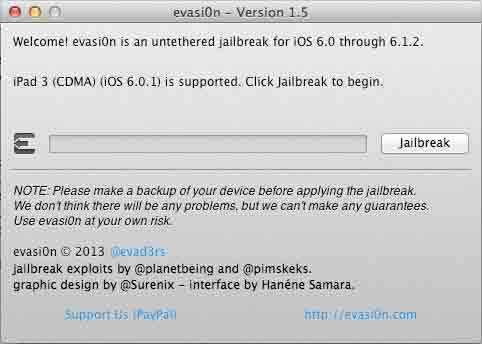 evasi0n - Version 1.5
Welcome! evasi0n is an untethered jailbreak for iOS 6.0 through 6.1.2.
iPad 3 (CDMA) (iOS 6.0.1) is supported. Click Jailbreak to begin.
Jailbreak
NOTE: Please make a backup of your device before applying the jailbreak.
We don't think there will be any problems, but we can't make any guarantees.
Use evasi0n at your own risk.
evasi0n © 2013 @evad3rs
jailbreak exploits by @planetbeing and @pimskeks.
graphic design by @Surenix - interface by Hanéne Samara.
Support Us (PayPal) http://evasi0n.com